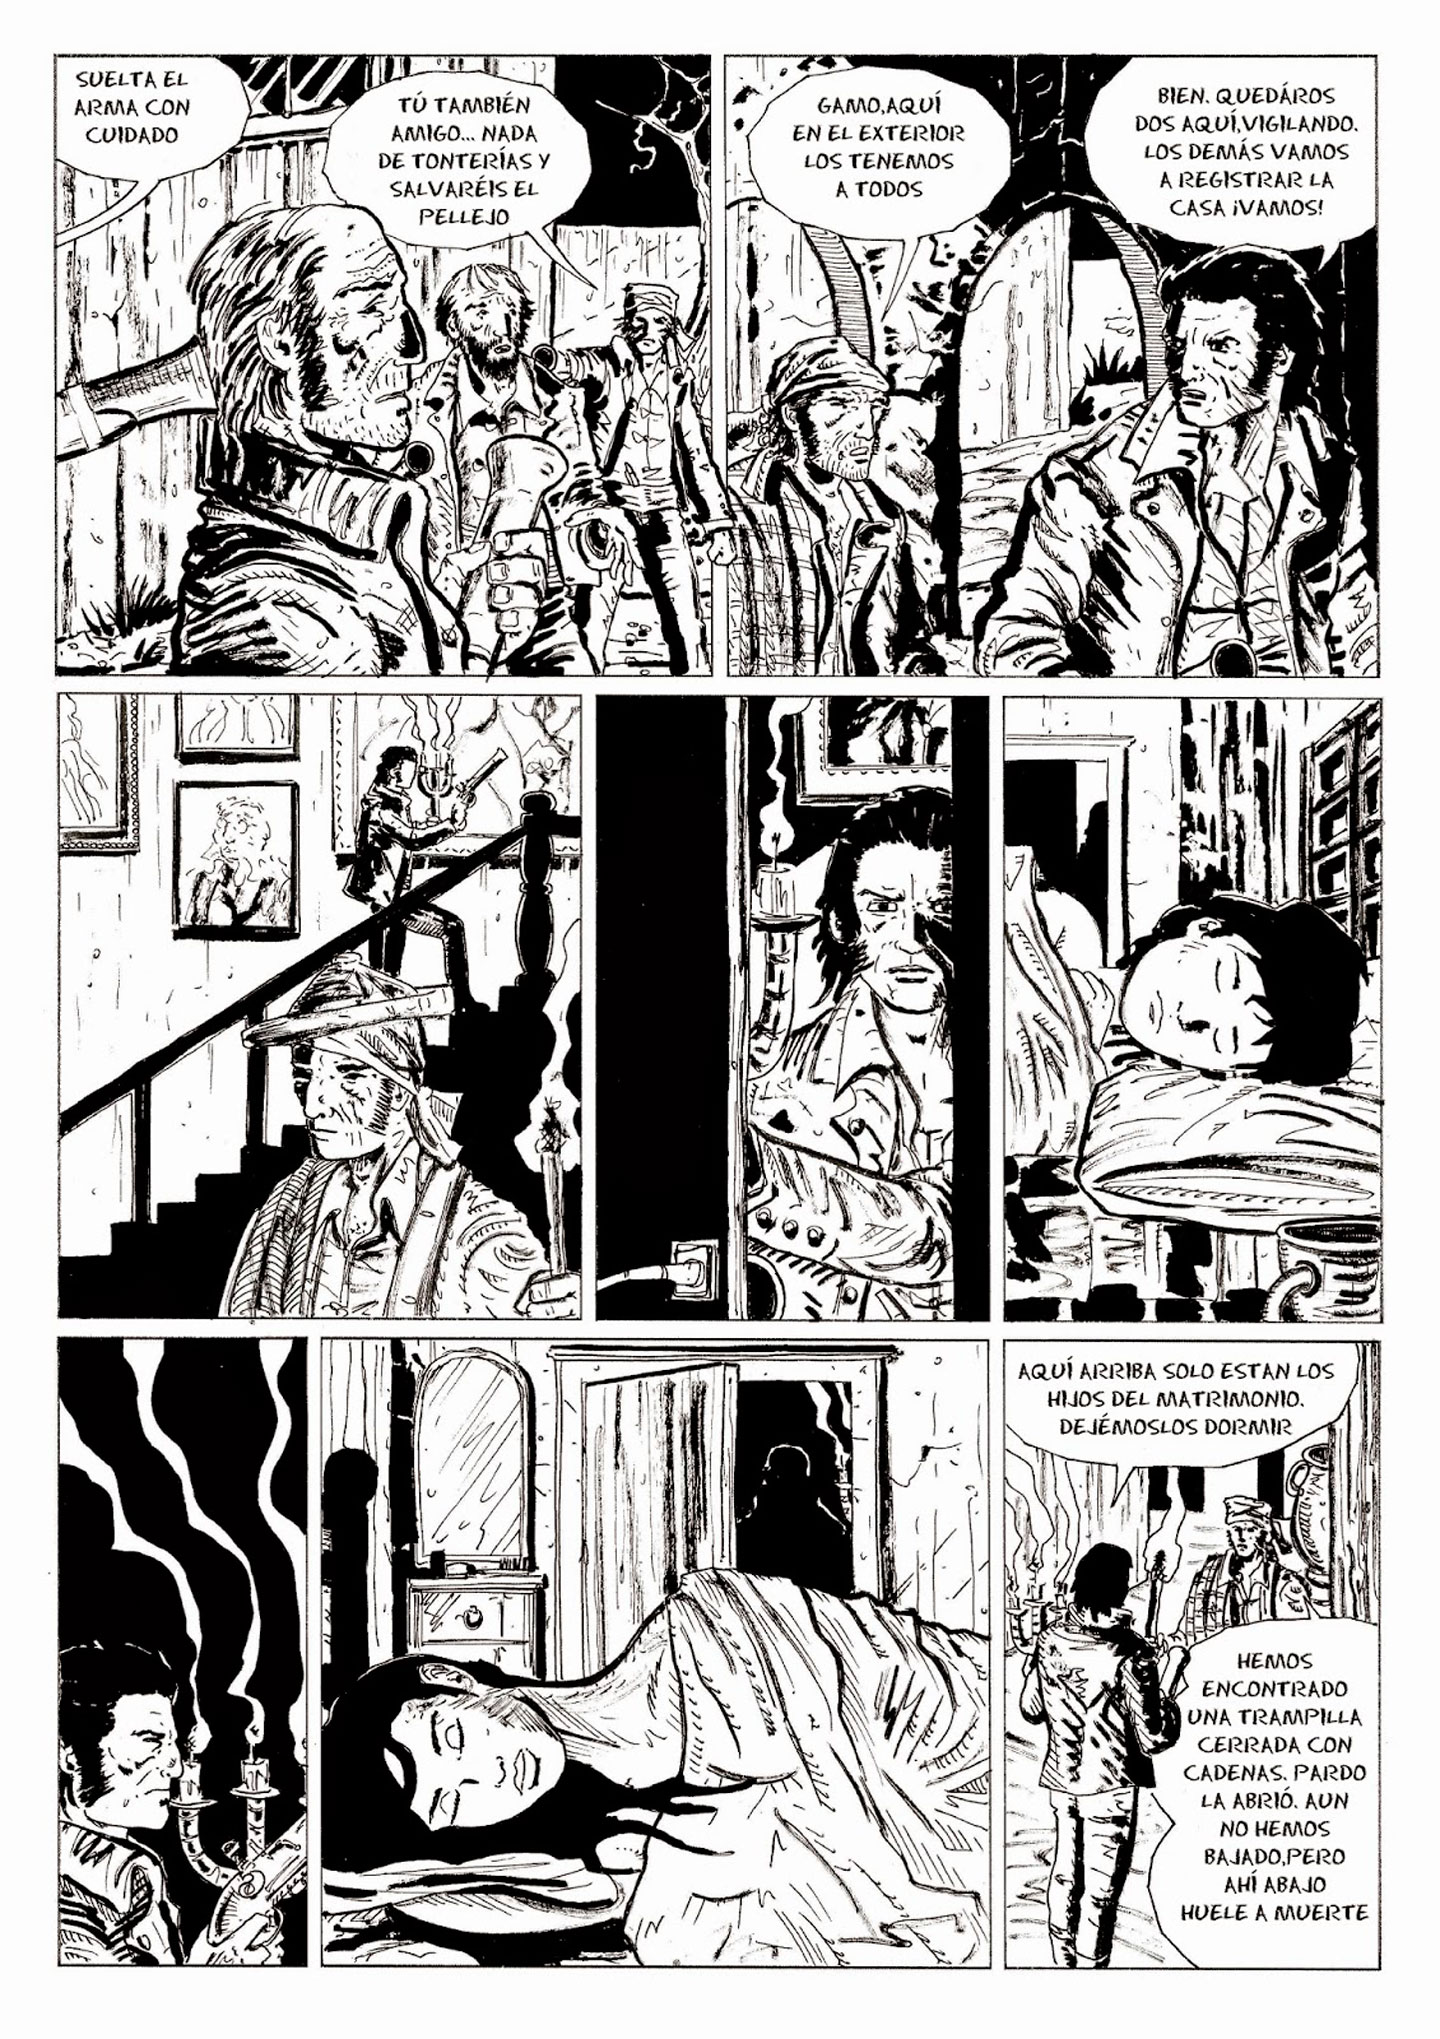 SUELTA EL
ARMA CON
CUIDADO
TÚ TAMBIÉN
AMIGO... NADA
DE TONTERÍAS Y
SALVARÉIS EL
PELLEJO
GAMO,AQUÍ
EN EL EXTERIOR
LOS TENEMOS
A TODOS
BIEN. QUEDÁROS
DOS AQUÍ,VIGILANDO.
LOS DEMÁS VAMOS
A REGISTRAR LA
CASA ¡VAMOS!
AQUÍ ARRIBA SOLO ESTAN LOS
HIJOS DEL MATRIMONIO.
DEJÉMOSLOS DORMIR
HEMOS
ENCONTRADO
UNA TRAMPILLA
CERRADA CON
CADENAS. PARDO
LA ABRIÓ. AUN
NO HEMOS
BAJADO,PERO
AHÍ ABAJO
HUELE A MUERTE